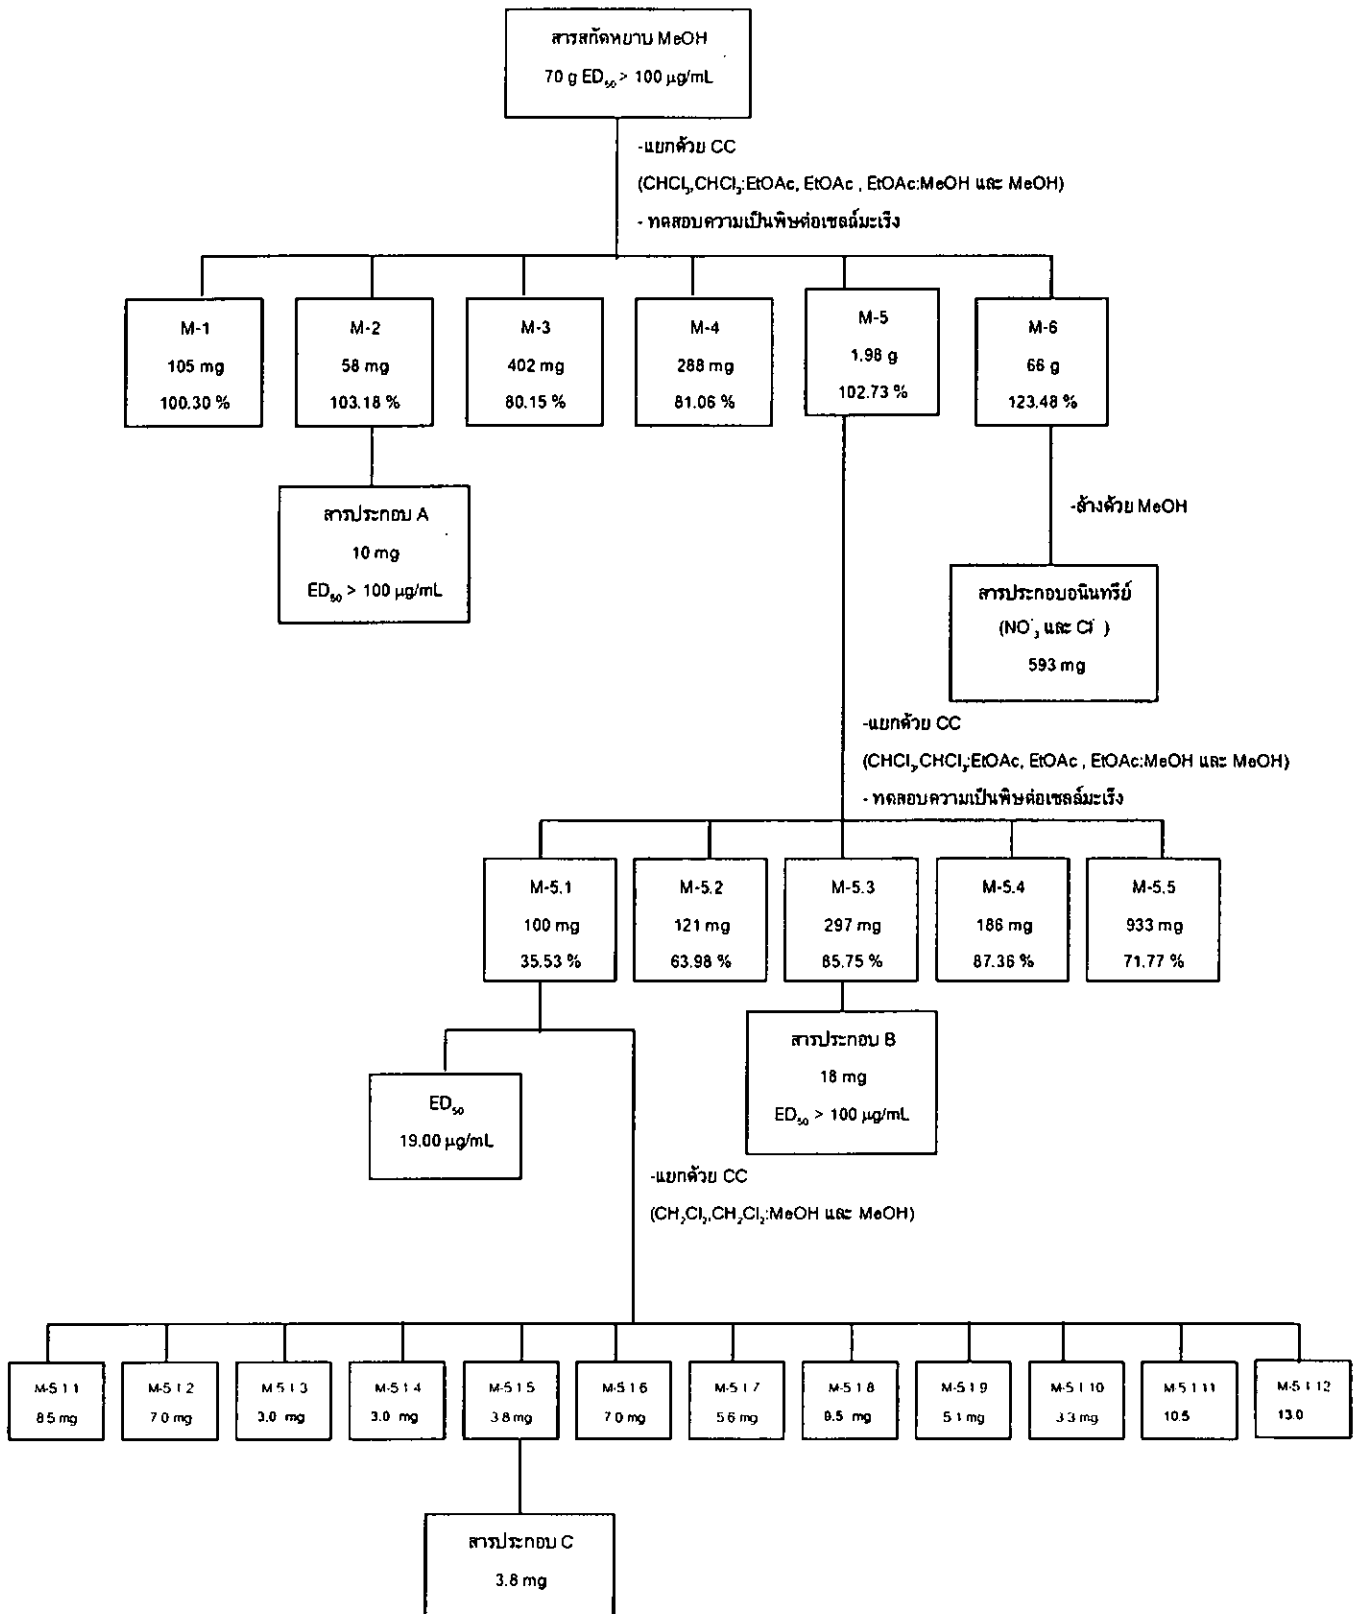 สารสกัดหยาบ MeOH
70 g ED₅₀ > 100 µg/mL
-แยกด้วย CC
(CHCl₃,CHCl₃:EtOAc, EtOAc , EtOAc:MeOH และ MeOH)
- ทดสอบความเป็นพิษต่อเซลล์มะเร็ง
M-1
105 mg
100.30 %
M-2
58 mg
103.18 %
M-3
402 mg
80.15 %
M-4
288 mg
81.06 %
M-5
1.98 g
102.73 %
M-6
66 g
123.48 %
สารประกอบ A
10 mg
ED₅₀ > 100 µg/mL
-ล้างด้วย MeOH
สารประกอบอนินทรีย์
(NO⁻₃ และ Cl⁻ )
593 mg
-แยกด้วย CC
(CHCl₃,CHCl₃:EtOAc, EtOAc , EtOAc:MeOH และ MeOH)
- ทดสอบความเป็นพิษต่อเซลล์มะเร็ง
M-5.1
100 mg
35.53 %
M-5.2
121 mg
63.98 %
M-5.3
297 mg
85.75 %
M-5.4
186 mg
87.36 %
M-5.5
933 mg
71.77 %
ED₅₀
19.00 µg/mL
สารประกอบ B
18 mg
ED₅₀ > 100 µg/mL
-แยกด้วย CC
(CH₂Cl₂,CH₂Cl₂:MeOH และ MeOH)
M-5.1.1
8.5 mg
M-5.1.2
7.0 mg
M-5.1.3
3.0 mg
M-5.1.4
3.0 mg
M-5.1.5
3.8 mg
M-5.1.6
7.0 mg
M-5.1.7
5.6 mg
M-5.1.8
mg
M-5.1.9
5.1 mg
M-5.1.10
3.3 mg
M-5.1.11
10.5
M-5.1.12
13.0
สารประกอบ C
3.8 mg